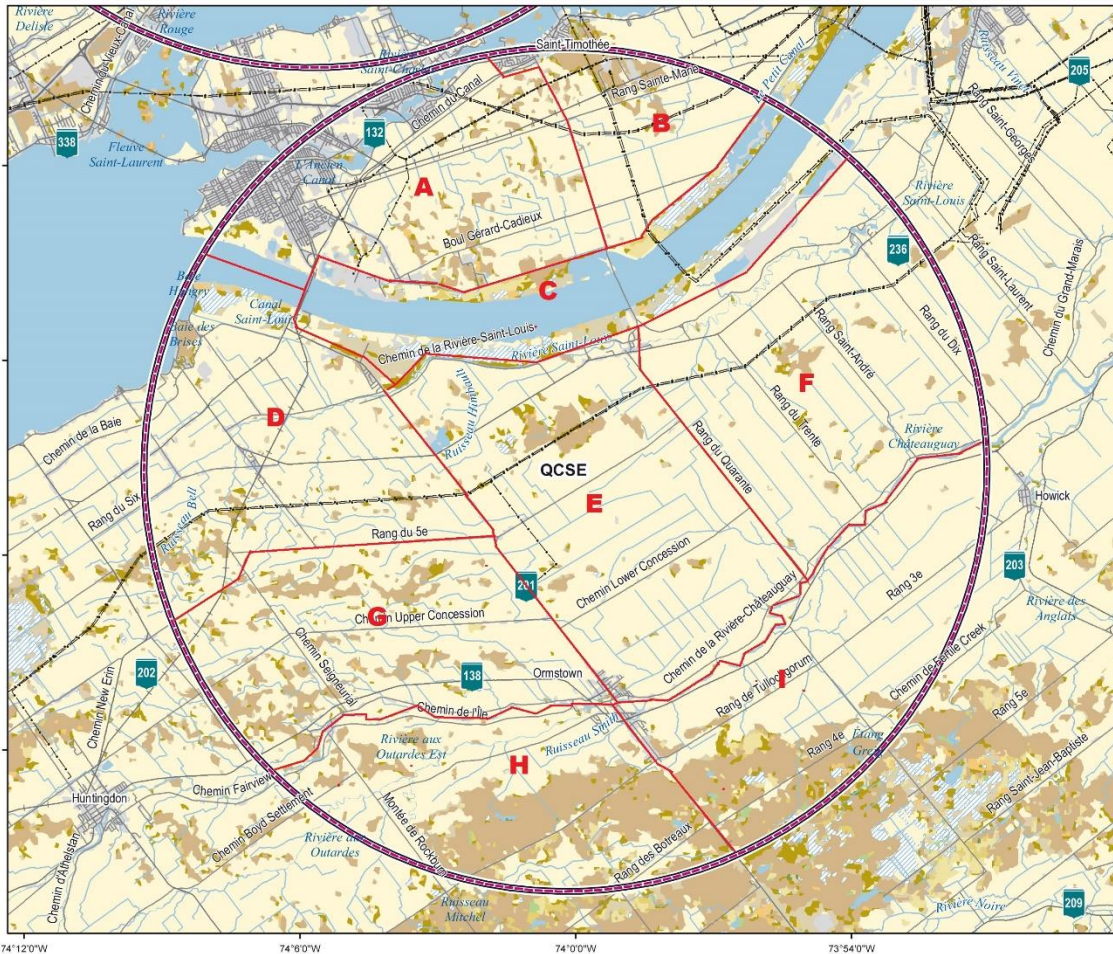 Rivière
Delisle
Rivière
Rouge
Chemin du Vieux-Canal
Rivière
Saint-Charles
Saint-Timothée
Chemin du Canal
Rang Sainte-Marie
Petit Canal
205
338
Fleuve
Saint-Laurent
132
L'Ancien
Canal
A
B
Rang Saint-Georges
Boul Gérard-Cadieux
Rivière
Saint-Louis
236
Rang Saint-Laurent
Chemin du Grand-Marais
Baie
Hungry
Baie des
Brises
Canal
Saint-Louis
C
Chemin de la Rivière-Saint-Louis
Rivière Saint-Louis
Rang du Dix
Rang Saint-André
F
Rang du Trente
D
Chemin de la Baie
Rang du Six
Ruisseau Bell
QCSE
E
Rang du Quarante
Rivière
Châteauguay
Howick
Rang du 5e
201
Chemin Lower Concession
203
Rivière des
Anglais
Rang 3e
G
Chemin Upper Concession
Chemin Seigneurial
138
Ormstown
Chemin de la Rivière-Châteauguay
I
Rang de Tullochgorum
Chemin de Fertile Creek
202
Chemin New Erin
Chemin de l'Île
Rivière aux
Outardes Est
Ruisseau Smith
H
Rang 4e
Rang 5e
Rang Saint-Jean-Baptiste
Chemin Fairview
Huntingdon
Chemin Boyd Settlement
Chemin d'Athelstan
Rivière aux
Outardes
Montée de Rockburn
Rang des Botreaux
Ruisseau
Mitchel
Rivière Noire
209
74°12'0"W
74°6'0"W
74°0'0"W
73°54'0"W